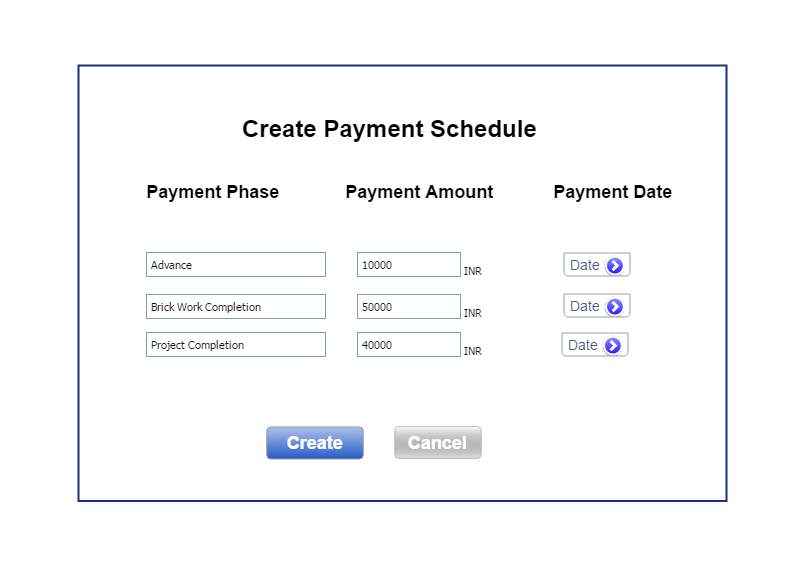 Create Payment Schedule
Payment Phase Payment Amount Payment Date
Advance 10000 INR Date
Brick Work Completion 50000 INR Date
Project Completion 40000 INR Date
Create Cancel